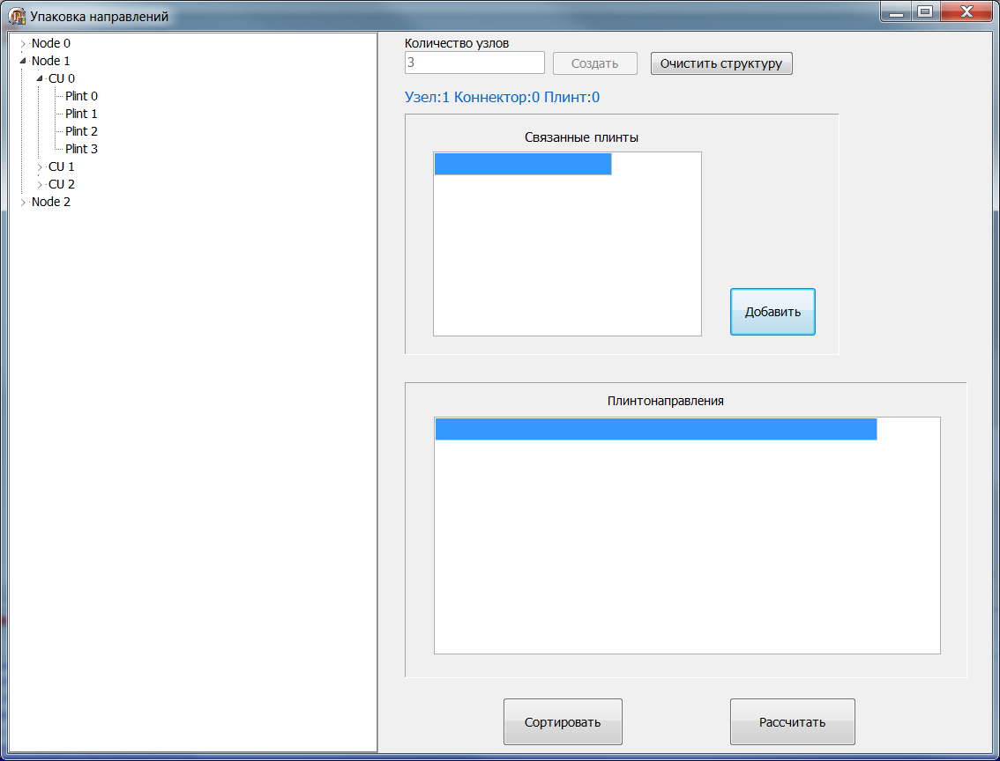 Упаковка направлений
Node 0
Node 1
CU 0
Plint 0
Plint 1
Plint 2
Plint 3
CU 1
CU 2
Node 2
Количество узлов
3
Создать
Очистить структуру
Узел:1 Коннектор:0 Плинт:0
Связанные плинты
Добавить
Плинтонаправления
Сортировать
Рассчитать